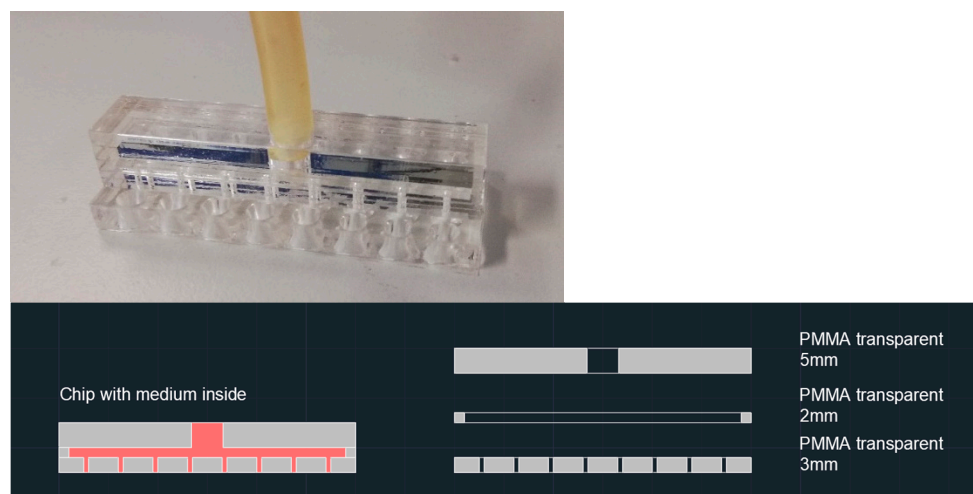 Chip with medium inside
PMMA transparent
5mm
PMMA transparent
2mm
PMMA transparent
3mm